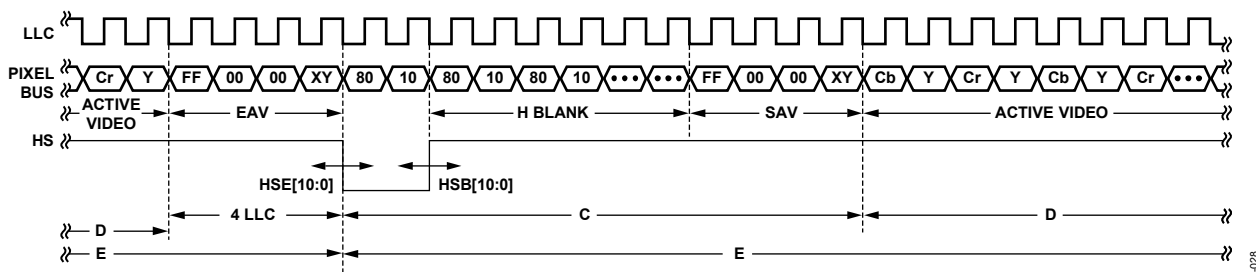 LLC
PIXEL BUS Cr Y FF 00 00 XY 80 10 80 10 80 10 ••• ••• FF 00 00 XY Cb Y Cr Y Cb Y Cr •••
ACTIVE VIDEO EAV H BLANK SAV ACTIVE VIDEO
HS
HSE[10:0] HSB[10:0]
4 LLC C D
D
E E